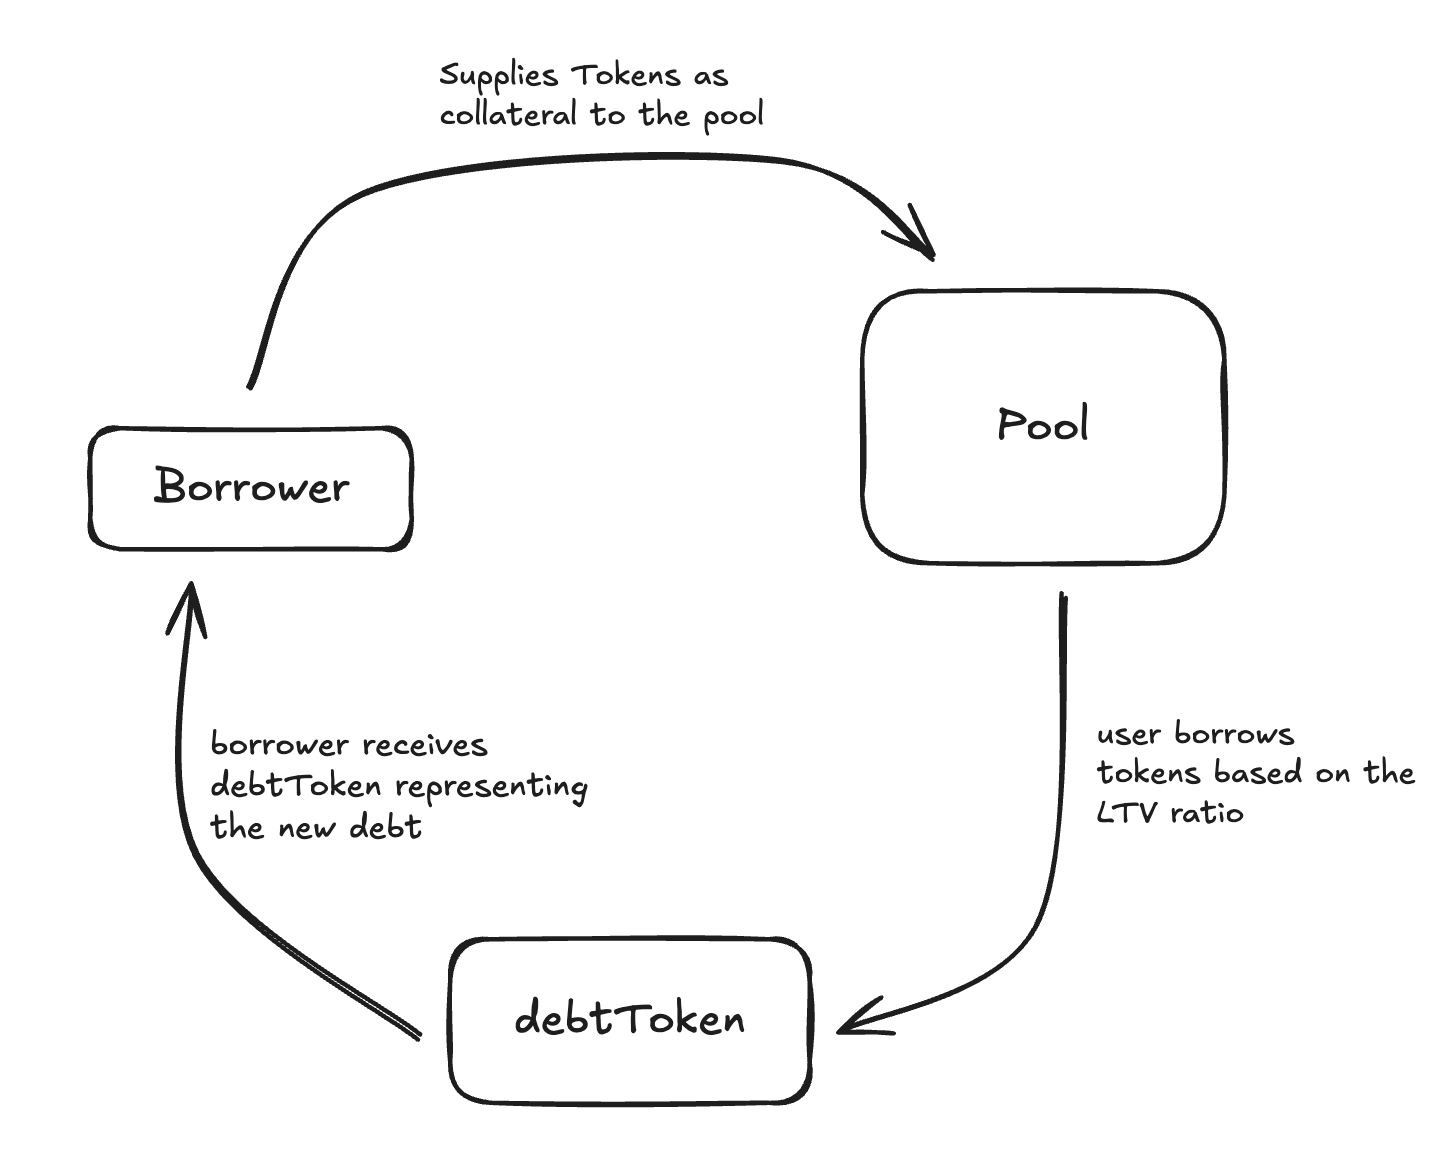 Supplies Tokens as
collateral to the pool
Pool
Borrower
borrower receives
debtToken representing
the new debt
user borrows
tokens based on the
LTV ratio
debtToken